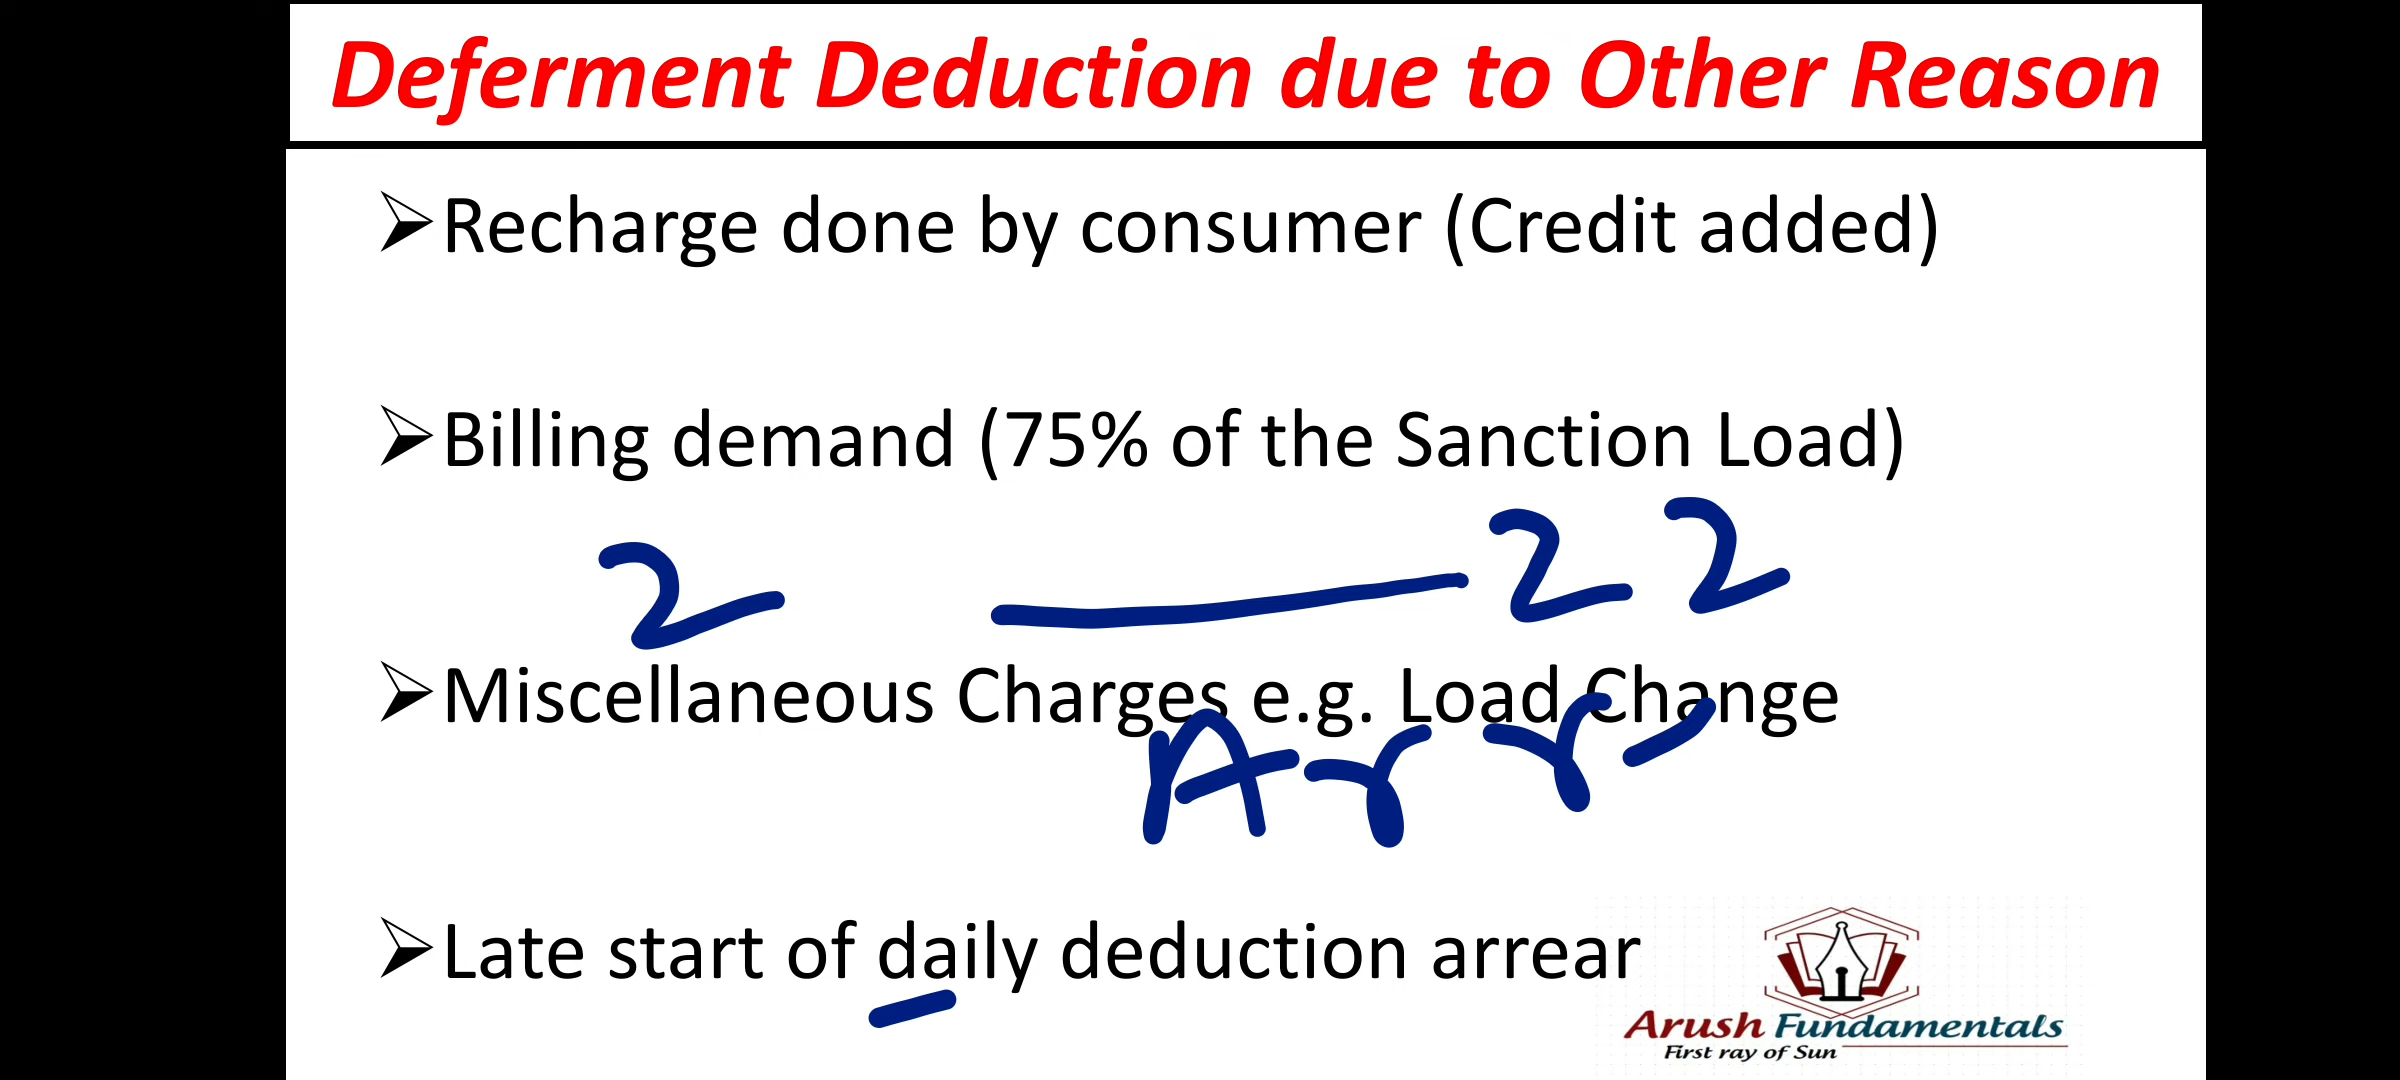 Deferment Deduction due to Other Reason
➢Recharge done by consumer (Credit added)
➢Billing demand (75% of the Sanction Load)
2 — 22
➢Miscellaneous Charges e.g. Load Change
Arr-
➢Late start of daily deduction arrear
Arush Fundamentals
First ray of Sun